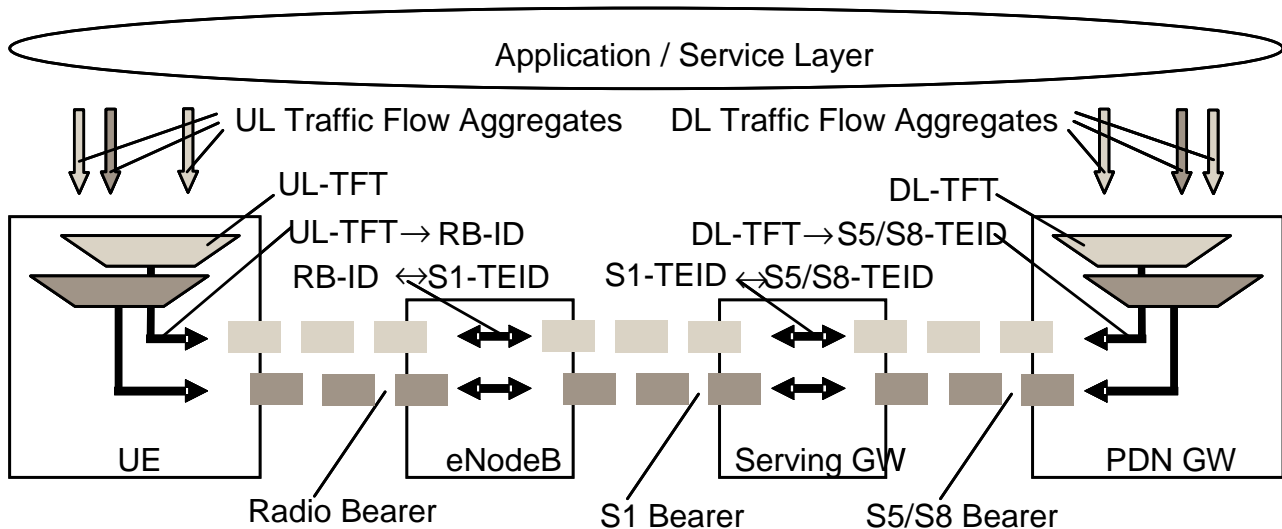 Application / Service Layer
UL Traffic Flow Aggregates
DL Traffic Flow Aggregates
UL-TFT
DL-TFT
UL-TFT → RB-ID
DL-TFT → S5/S8-TEID
RB-ID ↔ S1-TEID
S1-TEID ↔ S5/S8-TEID
UE
eNodeB
Serving GW
PDN GW
Radio Bearer
S1 Bearer
S5/S8 Bearer